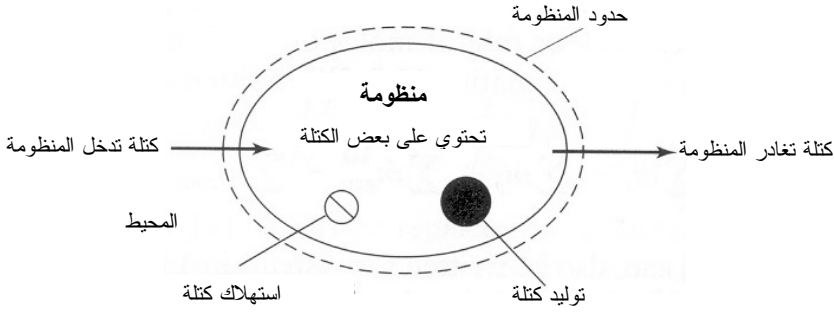 حدود المنظومة
منظومة
تحتوي على بعض الكتلة
كتلة تدخل المنظومة
كتلة تغادر المنظومة
المحيط
استهلاك كتلة
توليد كتلة